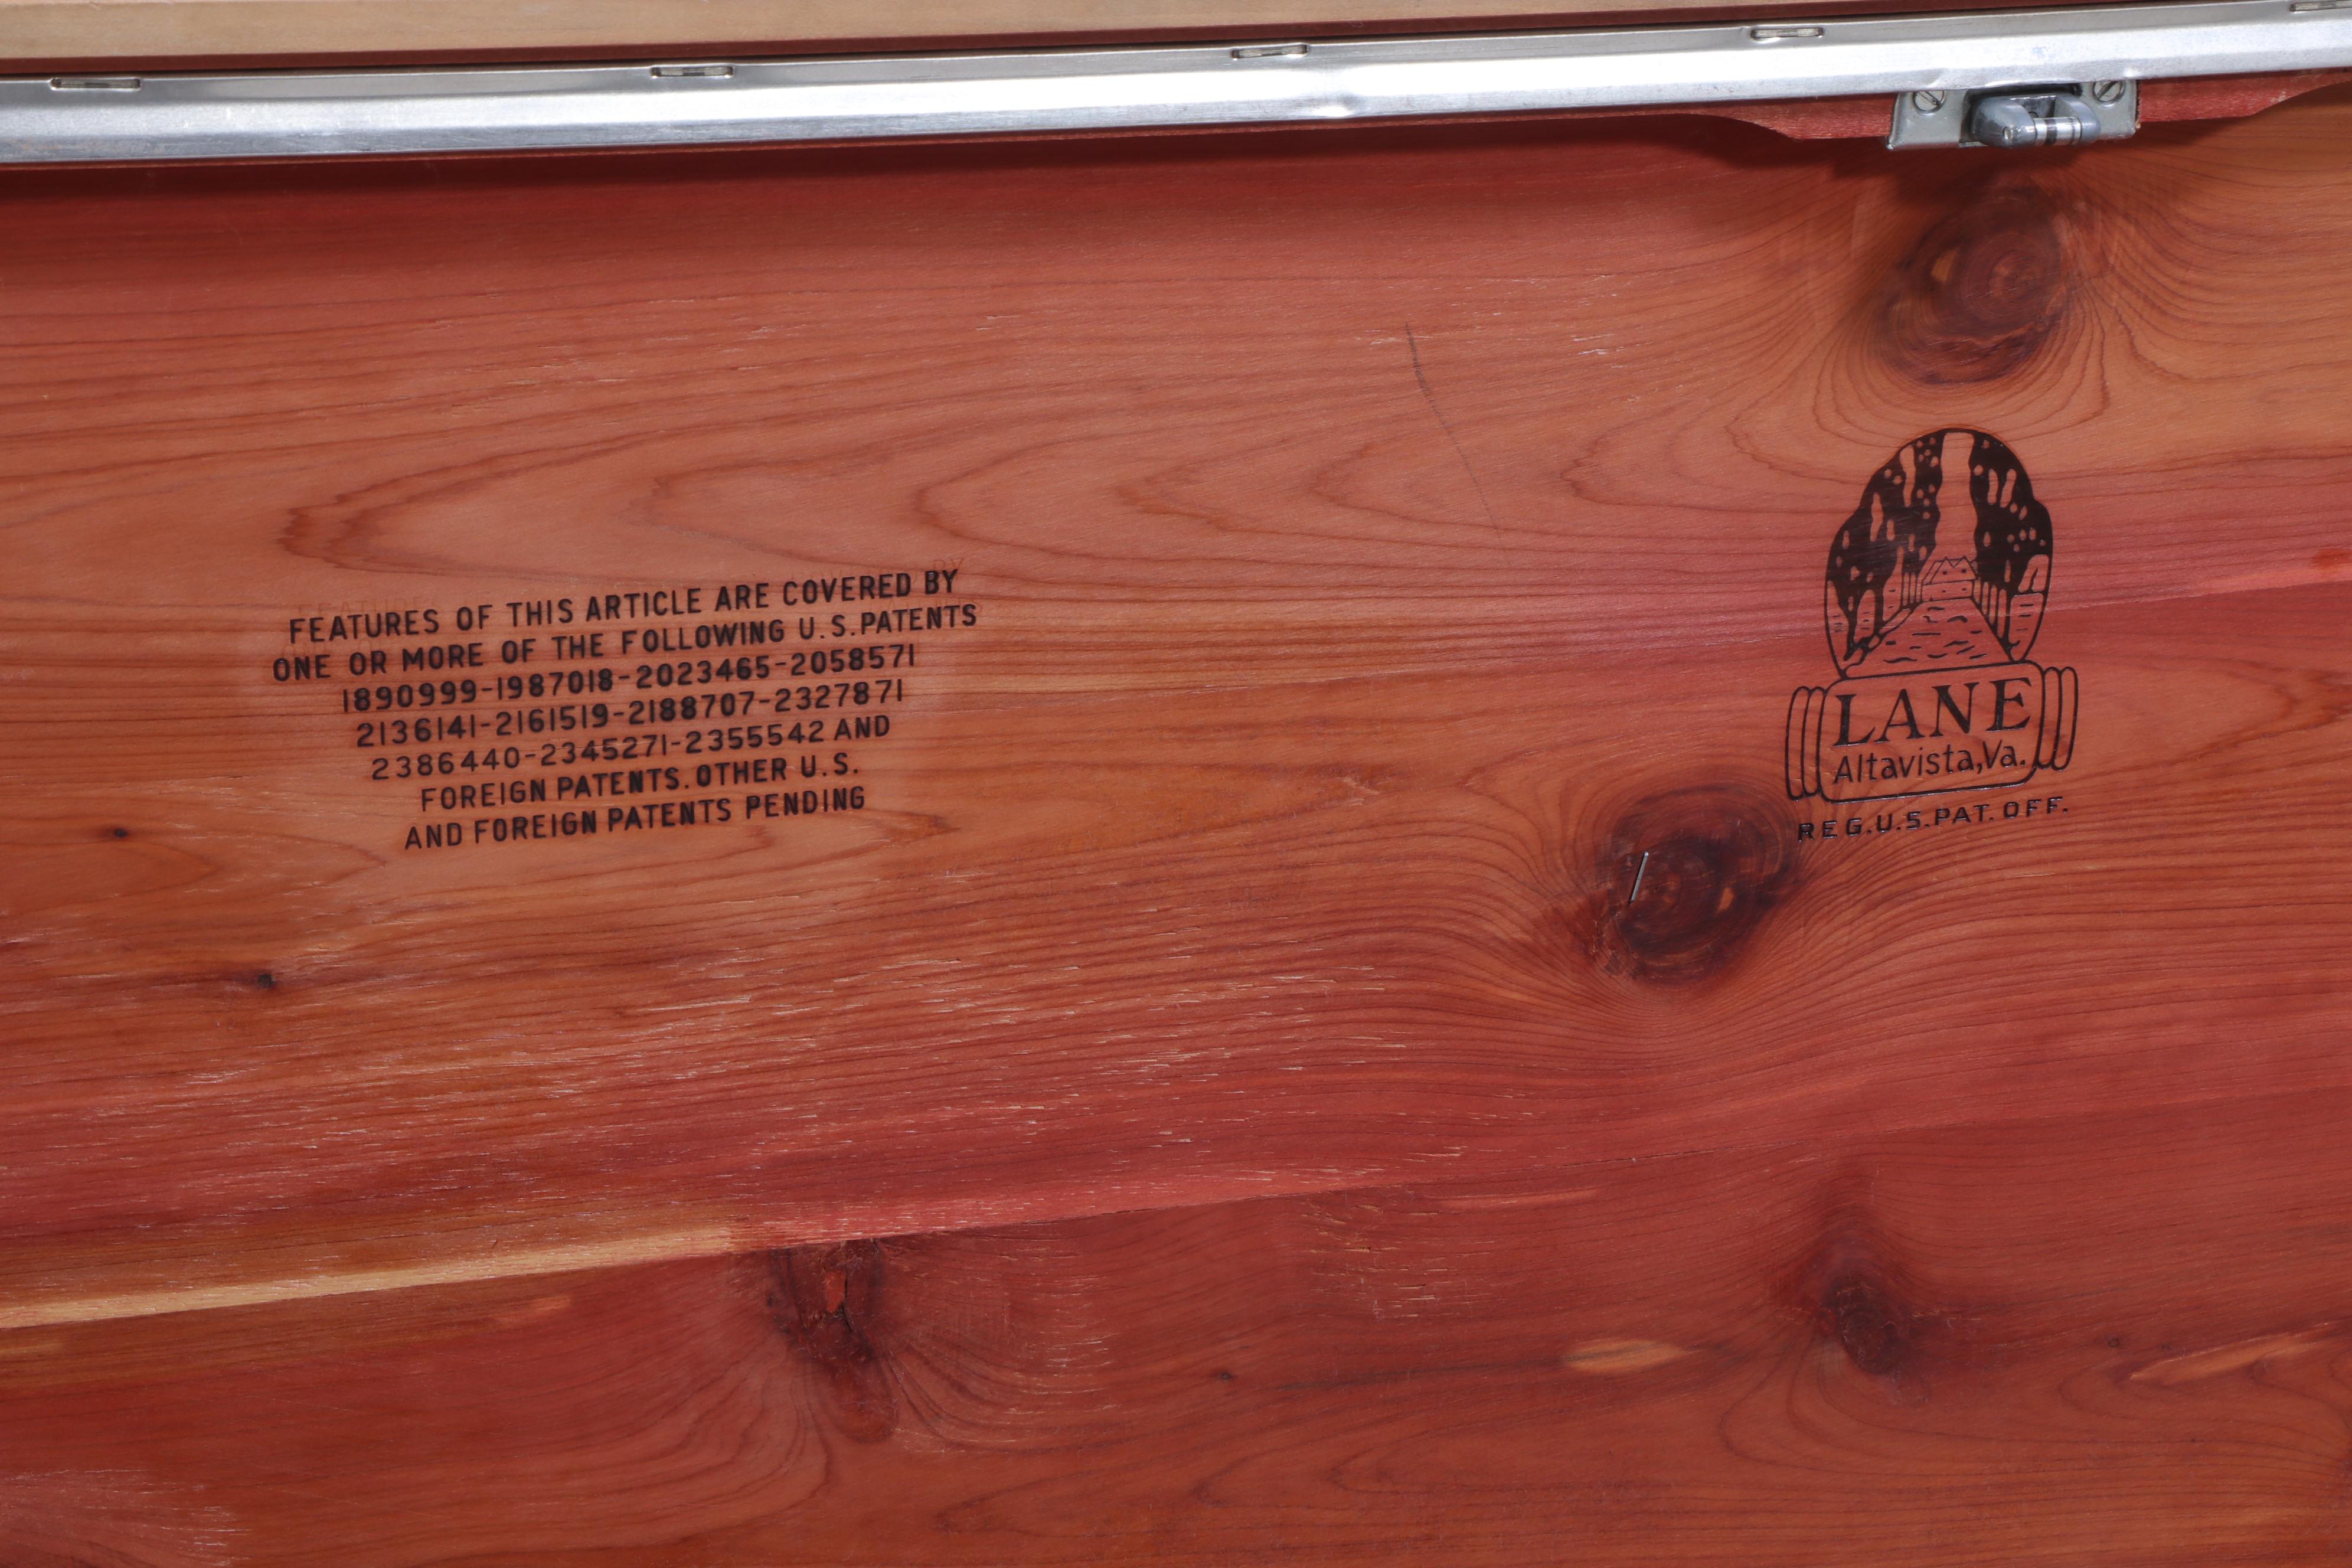 FEATURES OF THIS ARTICLE ARE COVERED BY
ONE OR MORE OF THE FOLLOWING U.S. PATENTS
1890999-1987018-2023465-2058571
2136141-2161519-2188707-2327871
2386440-2345271-2355542 AND
FOREIGN PATENTS. OTHER U.S.
AND FOREIGN PATENTS PENDING
LANE
Altavista, Va.
REG. U.S. PAT. OFF.